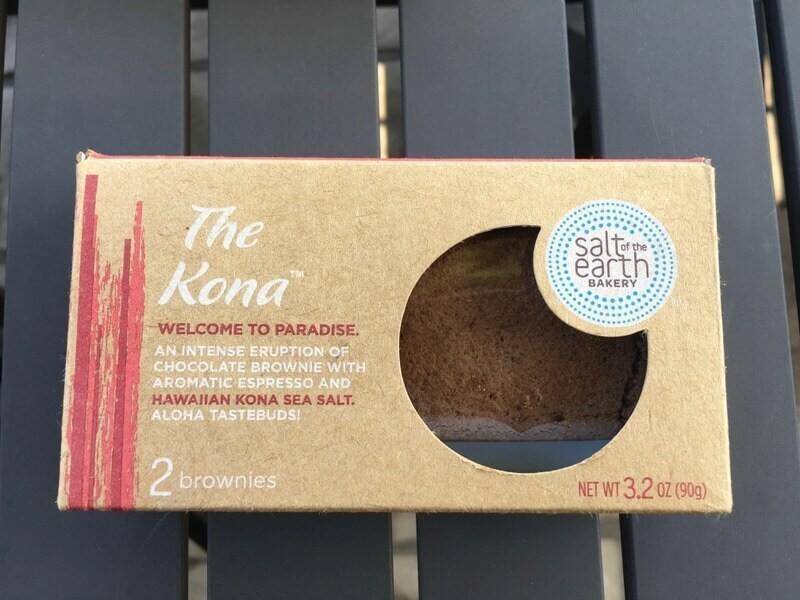 The
Kona™
WELCOME TO PARADISE.
AN INTENSE ERUPTION OF
CHOCOLATE BROWNIE WITH
AROMATIC ESPRESSO AND
HAWAIIAN KONA SEA SALT.
ALOHA TASTEBUDS!
2 brownies
salt of the
earth
BAKERY
NET WT 3.2 OZ (90g)